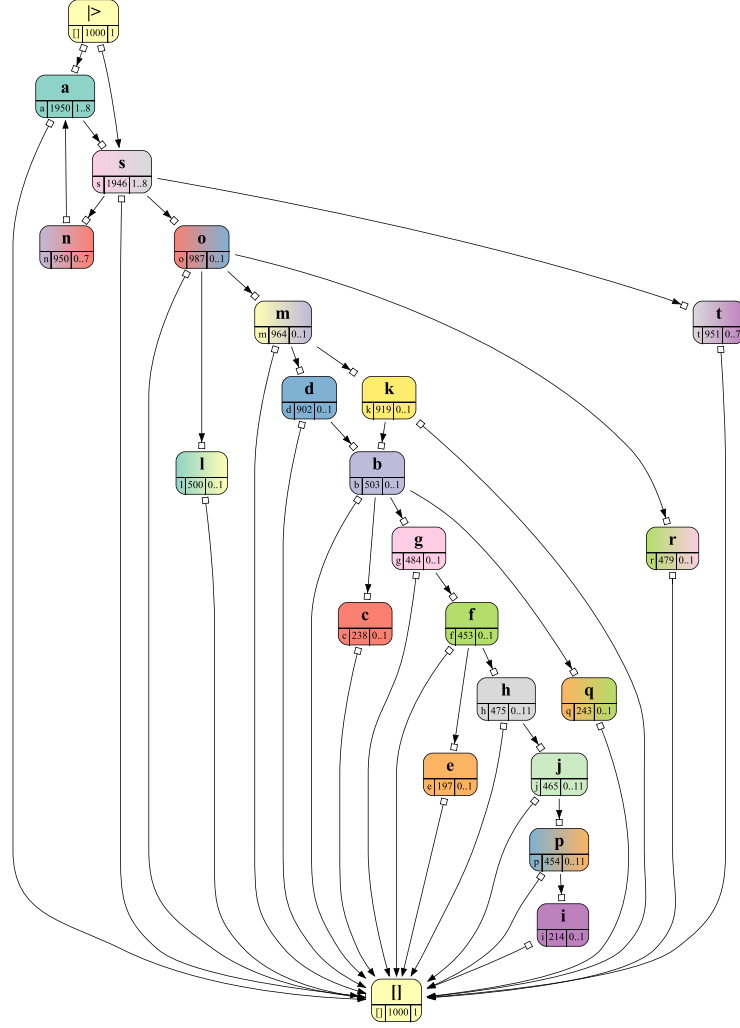 |>
[] 1000 1
a
a 1950 1..8
s
s 1946 1..8
n
n 950 0..7
o
o 987 0..1
m
m 964 0..1
t
t 951 0..7
d
d 902 0..1
k
k 919 0..1
l
l 500 0..1
b
b 503 0..1
g
g 484 0..1
r
r 479 0..1
c
c 238 0..1
f
f 453 0..1
h
h 475 0..11
q
q 243 0..1
e
e 197 0..1
j
j 465 0..11
p
p 454 0..11
i
i 214 0..1
[]
[] 1000 1